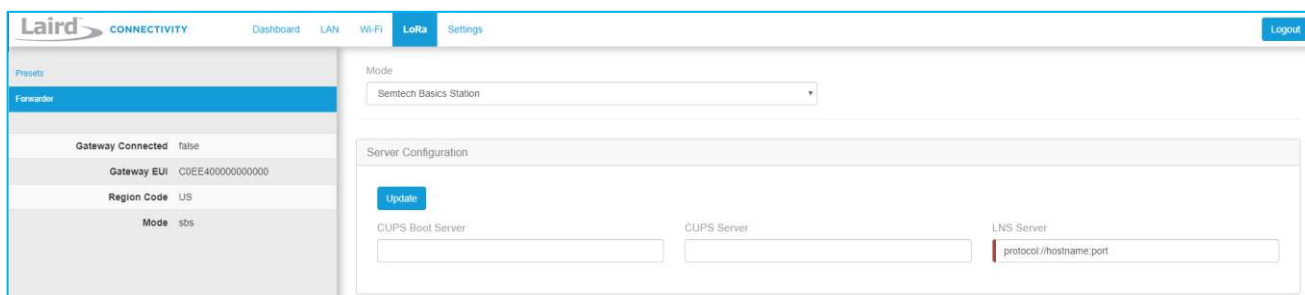 Laird CONNECTIVITY Dashboard LAN Wi-Fi LoRa Settings Logout
Presets
Forwarder
Gateway Connected false
Gateway EUI C0EE400000000000
Region Code US
Mode sbs
Mode
Semtech Basics Station
Server Configuration
Update
CUPS Boot Server CUPS Server LNS Server
protocol://hostname:port